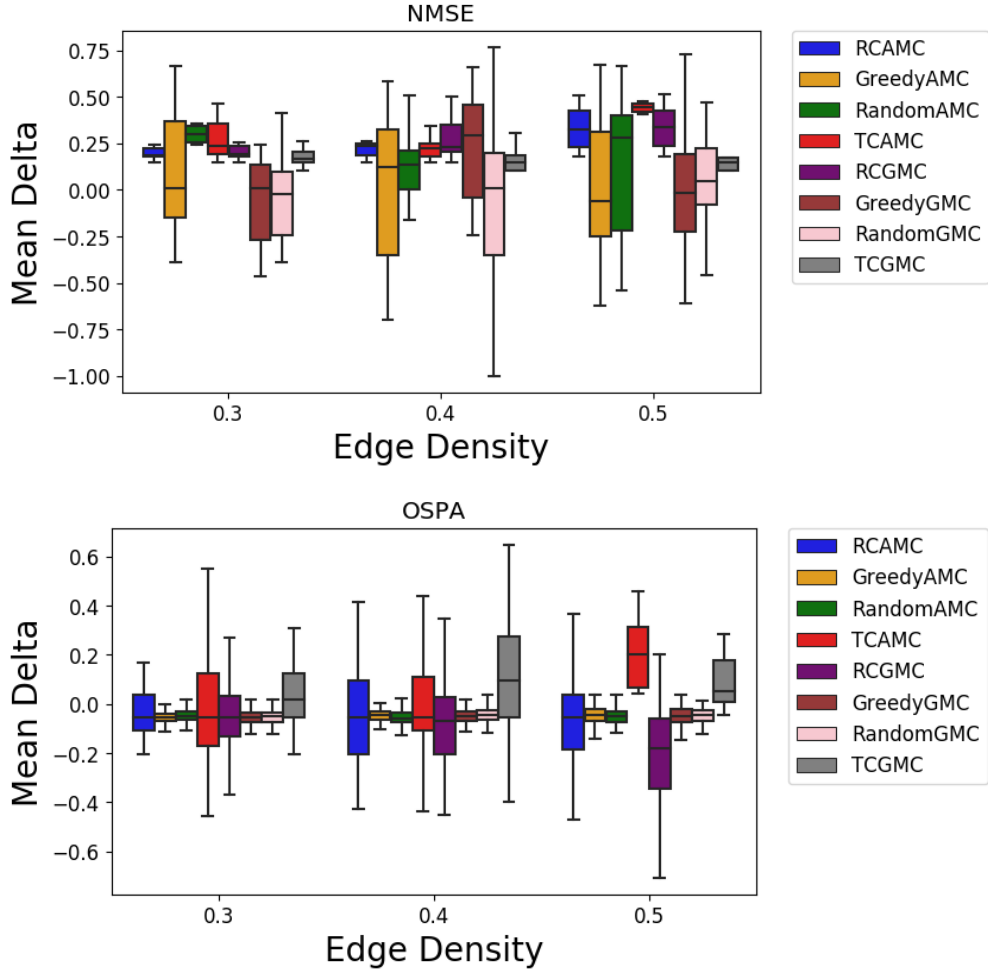 NMSE
Mean Delta
0.75
0.50
0.25
0.00
−0.25
−0.50
−0.75
−1.00
0.3
0.4
0.5
Edge Density
RCAMC
GreedyAMC
RandomAMC
TCAMC
RCGMC
GreedyGMC
RandomGMC
TCGMC
OSPA
Mean Delta
0.6
0.4
0.2
0.0
−0.2
−0.4
−0.6
0.3
0.4
0.5
Edge Density
RCAMC
GreedyAMC
RandomAMC
TCAMC
RCGMC
GreedyGMC
RandomGMC
TCGMC